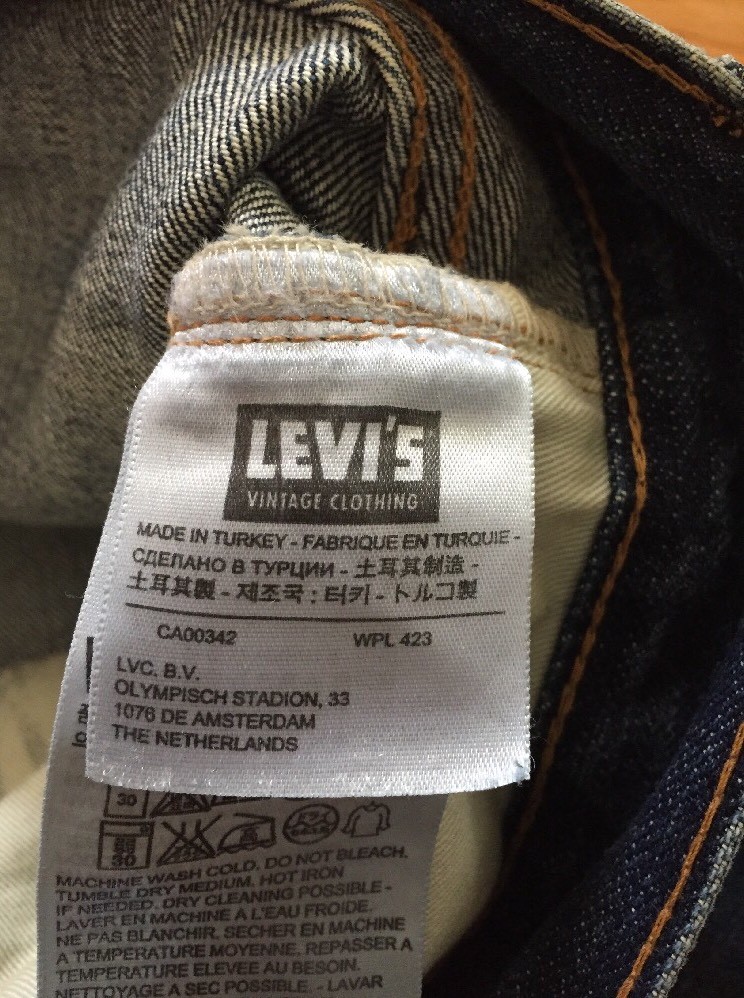 LEVI'S
VINTAGE CLOTHING
MADE IN TURKEY - FABRIQUE EN TURQUIE -
СДЕЛАНО В ТУРЦИИ - 土耳其制造 -
土耳其製 - 제조국 : 터키 - トルコ製
CA00342 WPL 423
LVC. B.V.
OLYMPISCH STADION, 33
1076 DE AMSTERDAM
THE NETHERLANDS
30
30
MACHINE WASH COLD. DO NOT BLEACH.
TUMBLE DRY MEDIUM. HOT IRON
IF NEEDED. DRY CLEANING POSSIBLE -
LAVER EN MACHINE A L'EAU FROIDE.
NE PAS BLANCHIR. SECHER EN MACHINE
A TEMPERATURE MOYENNE. REPASSER A
TEMPERATURE ELEVEE AU BESOIN.
NETTOYAGE A SEC POSSIBLE. - LAVAR